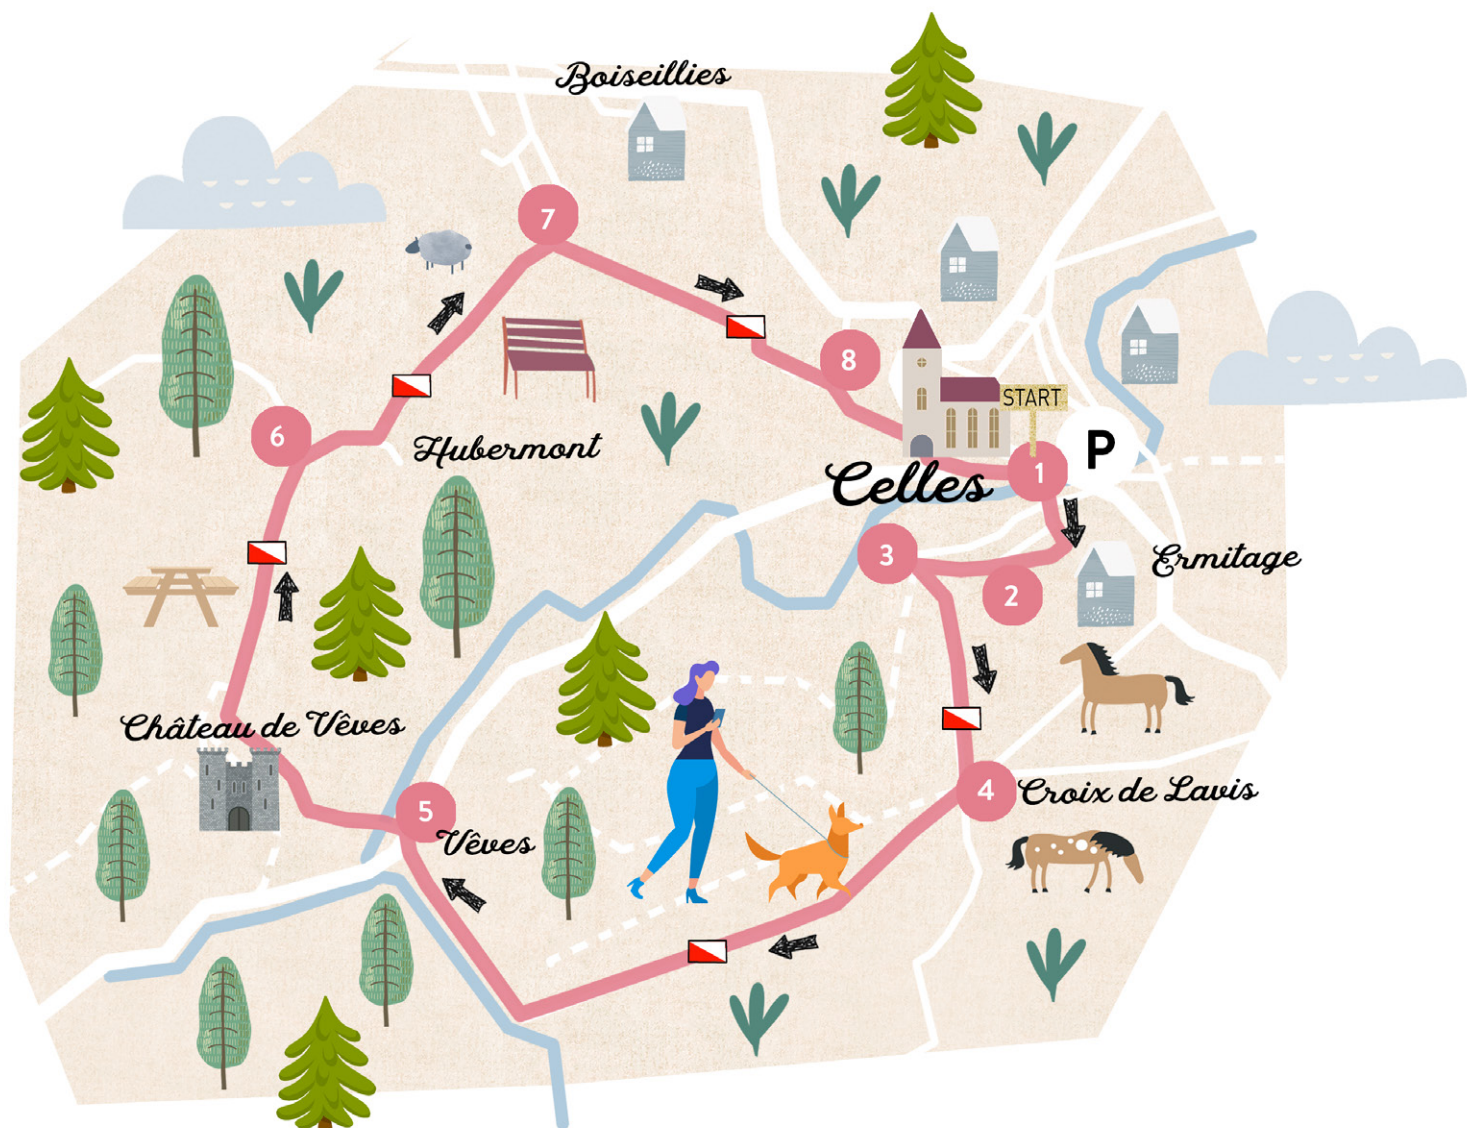 Boiseillies
7
8
START
6
Hubermont
P
1
Celles
3
Ermitage
2
Château de Vêves
4
Croix de Lavis
5
Vêves